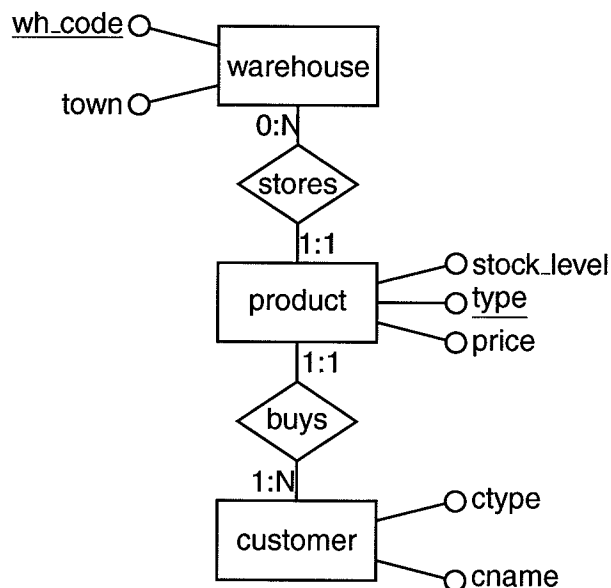 wh_code
warehouse
town
0:N
stores
1:1
stock_level
product
type
price
1:1
buys
1:N
ctype
customer
cname